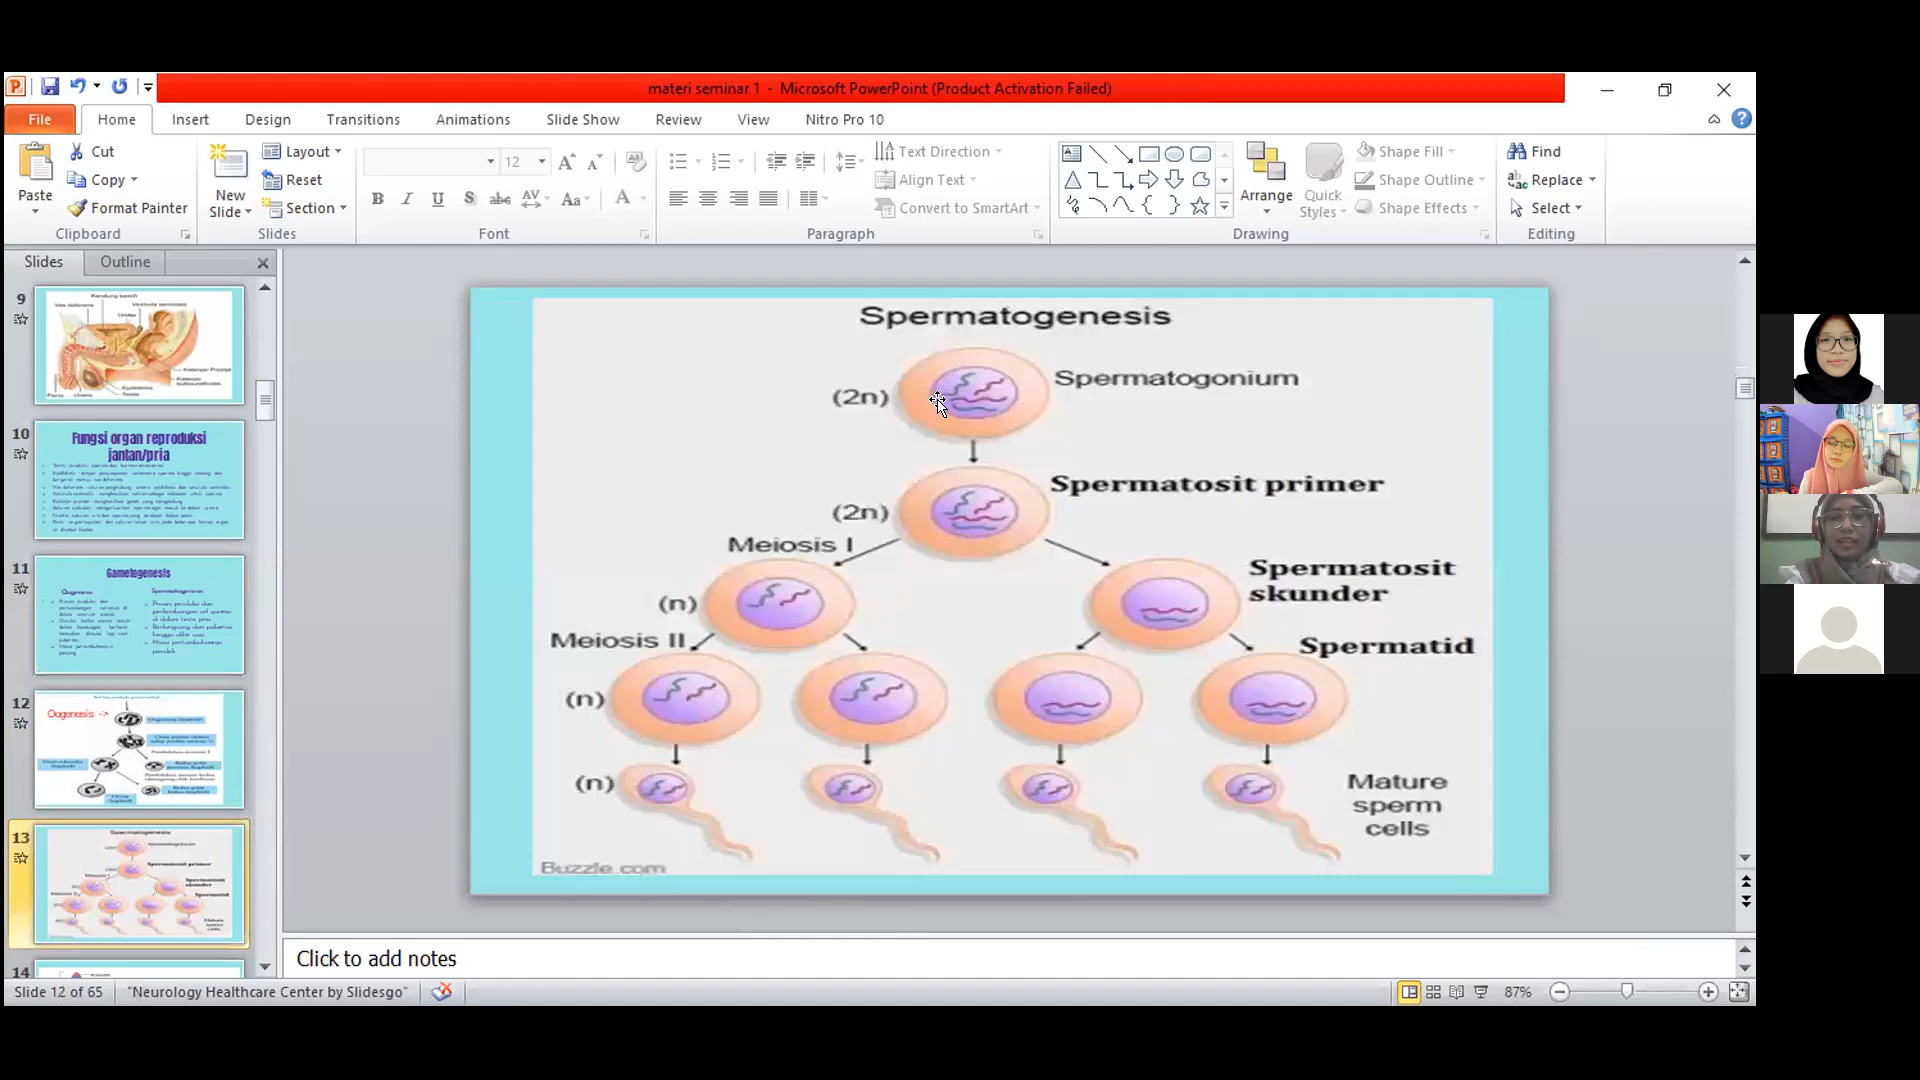 materi seminar 1 - Microsoft PowerPoint (Product Activation Failed)
File Home Insert Design Transitions Animations Slide Show Review View Nitro Pro 10
Paste
Cut
Copy
Format Painter
Clipboard
New
Slide
Layout
Reset
Section
Slides
12
B I U S abc AV Aa A
Font
Text Direction
Align Text
Convert to SmartArt
Paragraph
Arrange
Quick
Styles
Shape Fill
Shape Outline
Shape Effects
Drawing
Find
Replace
Select
Editing
Slides Outline
9
10
Fungsi organ reproduksi
jantan/pria
11
Gametogenesis
12
Oogenesis ->
13
Spermatogenesis
14
Spermatogenesis
(2n)
Spermatogonium
Spermatosit primer
(2n)
Meiosis I
Spermatosit
skunder
(n)
Meiosis II
Spermatid
(n)
(n)
Mature
sperm
cells
Buzzle.com
Click to add notes
Slide 12 of 65 "Neurology Healthcare Center by Slidesgo" 87%